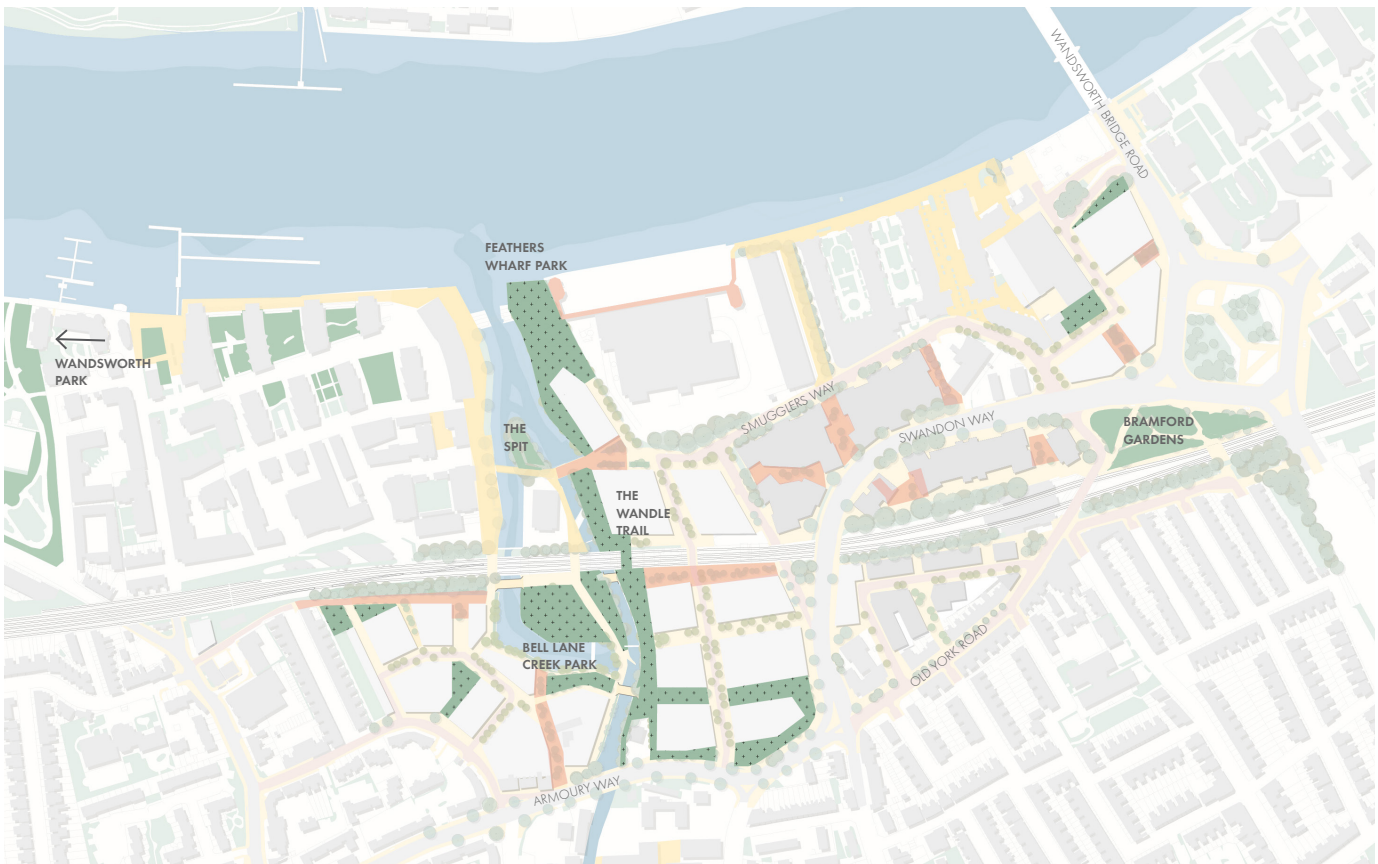 WANDSWORTH BRIDGE ROAD
FEATHERS
WHARF PARK
WANDSWORTH
PARK
THE
SPIT
SMUGGLERS WAY
SWANDON WAY
BRAMFORD
GARDENS
THE
WANDLE
TRAIL
BELL LANE
CREEK PARK
OLD YORK ROAD
ARMOURY WAY